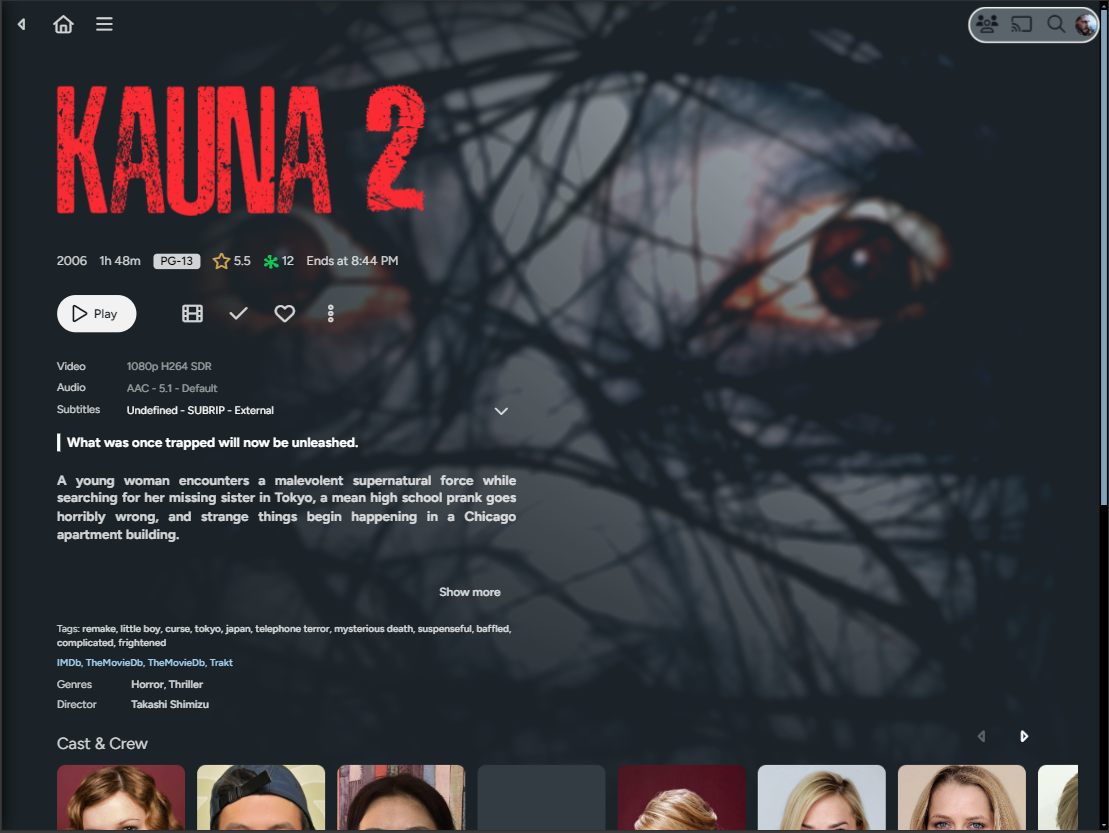 KAUNA 2
2006 1h 48m PG-13 5.5 12 Ends at 8:44 PM
Play
Video 1080p H264 SDR
Audio AAC - 5.1 - Default
Subtitles Undefined - SUBRIP - External
What was once trapped will now be unleashed.
A young woman encounters a malevolent supernatural force while
searching for her missing sister in Tokyo, a mean high school prank goes
horribly wrong, and strange things begin happening in a Chicago
apartment building.
Show more
Tags: remake, little boy, curse, tokyo, japan, telephone terror, mysterious death, suspenseful, baffled,
complicated, frightened
IMDb, TheMovieDb, TheMovieDb, Trakt
Genres Horror, Thriller
Director Takashi Shimizu
Cast & Crew